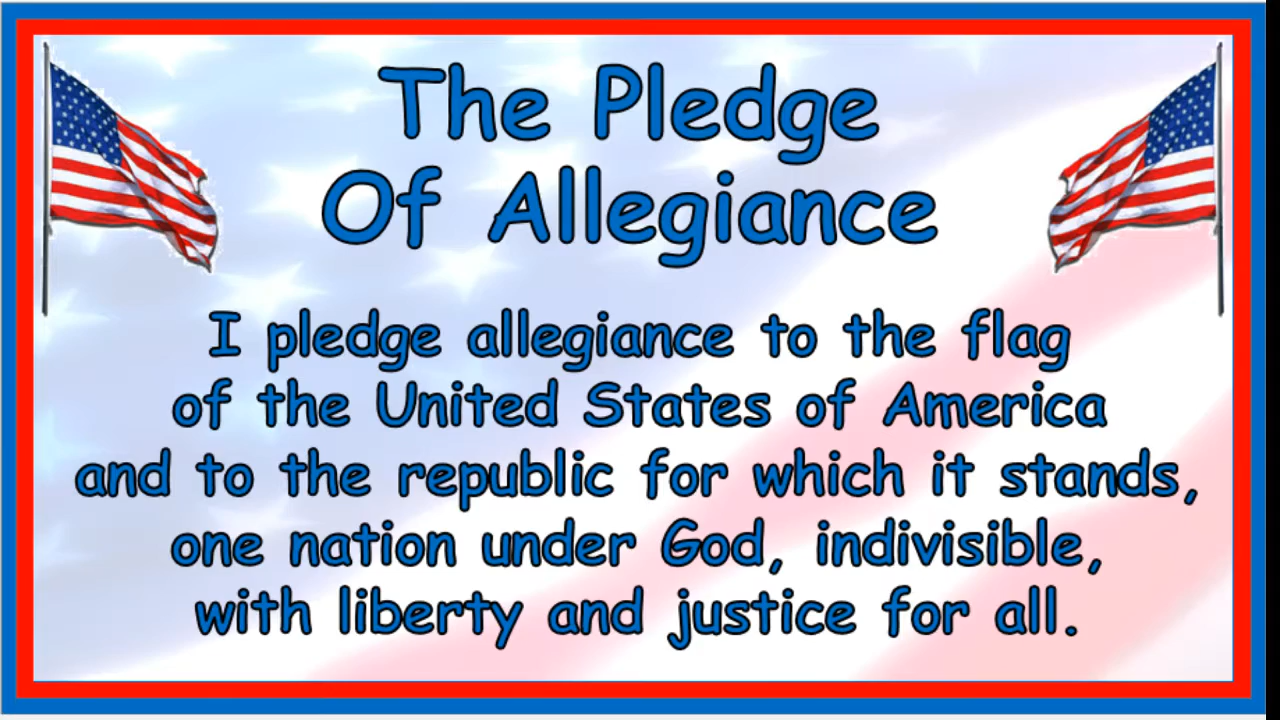 The Pledge
Of Allegiance
I pledge allegiance to the flag
of the United States of America
and to the republic for which it stands,
one nation under God, indivisible,
with liberty and justice for all.